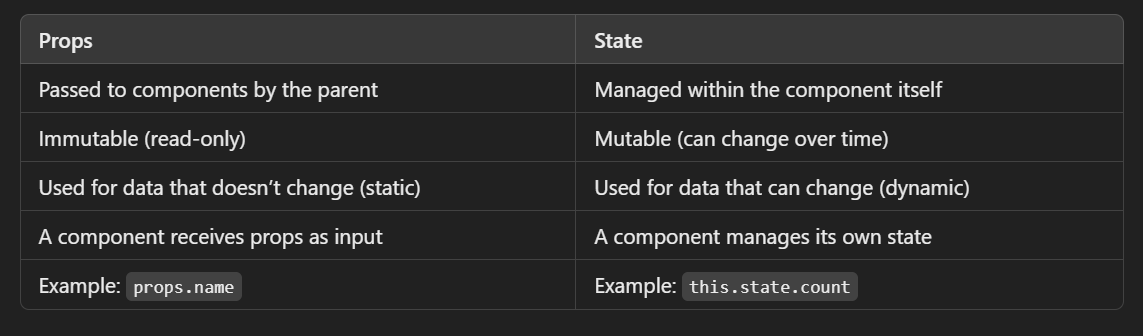 Props State
Passed to components by the parent Managed within the component itself
Immutable (read-only) Mutable (can change over time)
Used for data that doesn’t change (static) Used for data that can change (dynamic)
A component receives props as input A component manages its own state
Example: props.name Example: this.state.count